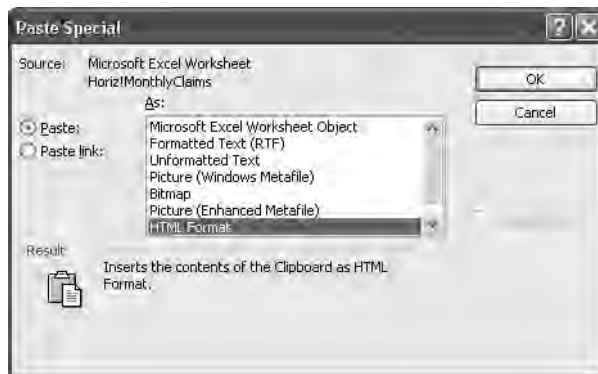 Paste Special
Source: Microsoft Excel Worksheet
Horiz!MonthlyClaims
As:
Paste:
Paste link:
Microsoft Excel Worksheet Object
Formatted Text (RTF)
Unformatted Text
Picture (Windows Metafile)
Bitmap
Picture (Enhanced Metafile)
HTML Format
OK
Cancel
Result
Inserts the contents of the Clipboard as HTML
Format.